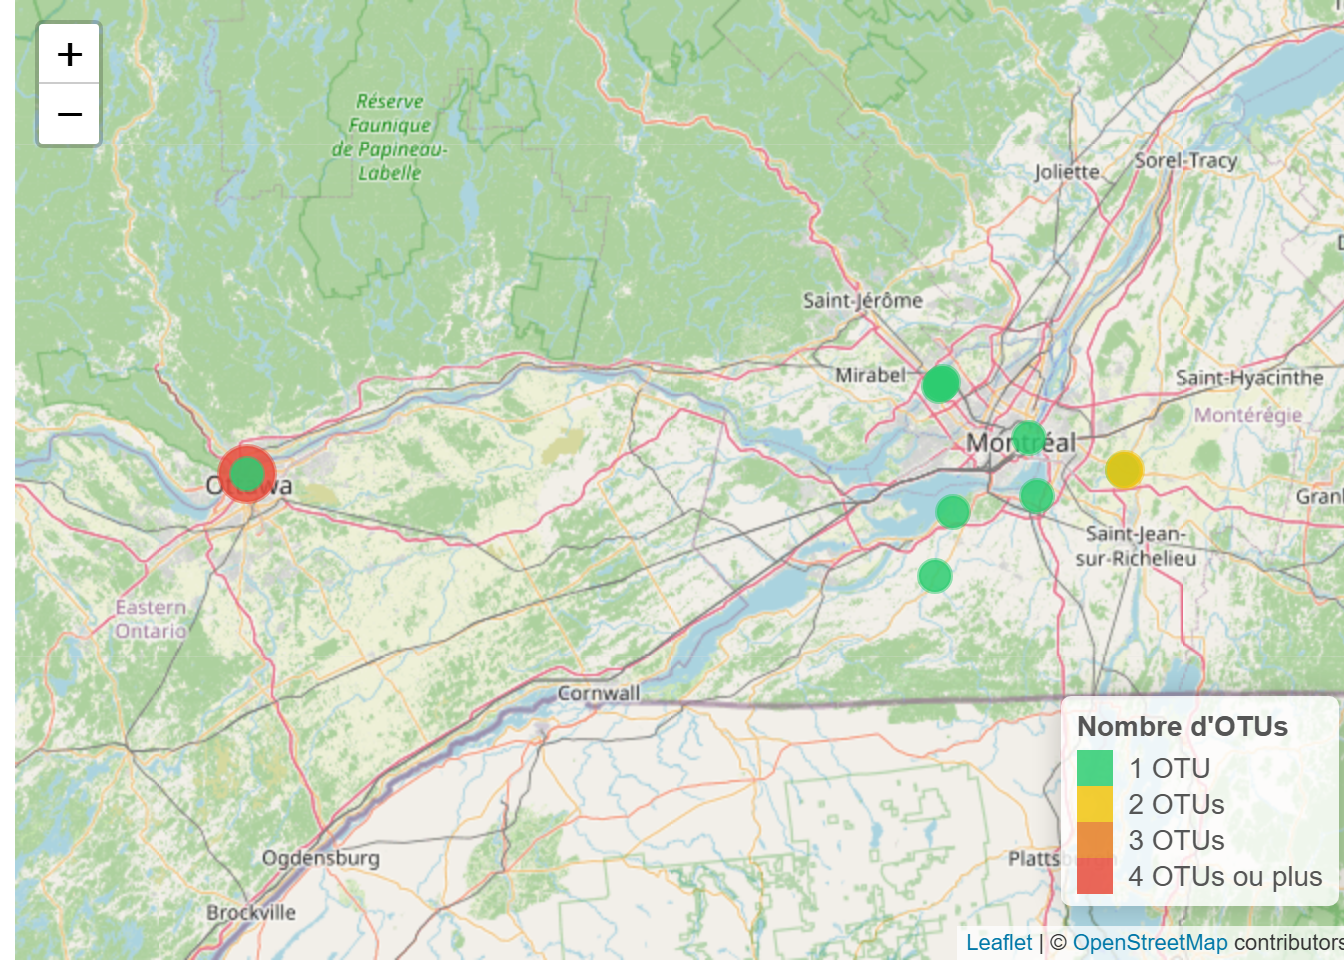 +
−
Réserve
Faunique
de Papineau-
Labelle
Joliette
Sorel-Tracy
Saint-Jérôme
Mirabel
Saint-Hyacinthe
Montérégie
Montréal
Ottawa
Saint-Jean-
sur-Richelieu
Eastern
Ontario
Cornwall
Ogdensburg
Brockville
Nombre d'OTUs
1 OTU
2 OTUs
3 OTUs
4 OTUs ou plus
Leaflet | © OpenStreetMap contributors